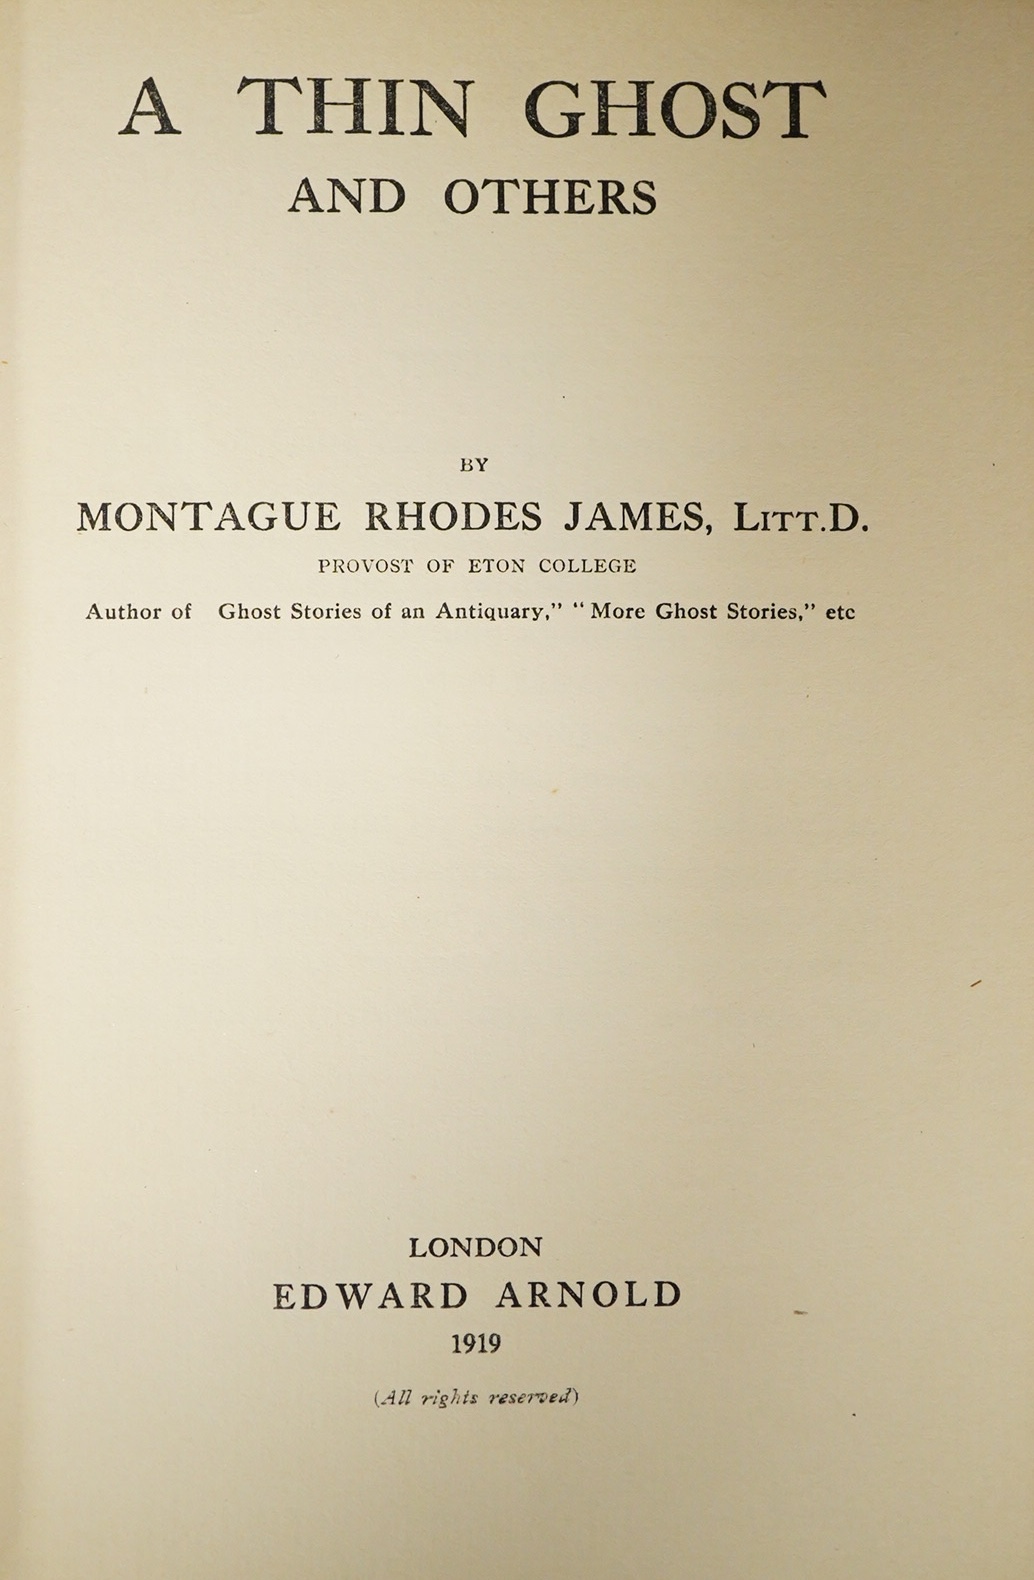 A THIN GHOST
AND OTHERS
BY
MONTAGUE RHODES JAMES, LITT.D.
PROVOST OF ETON COLLEGE
Author of Ghost Stories of an Antiquary,” “More Ghost Stories,” etc
LONDON
EDWARD ARNOLD
1919
(All rights reserved)